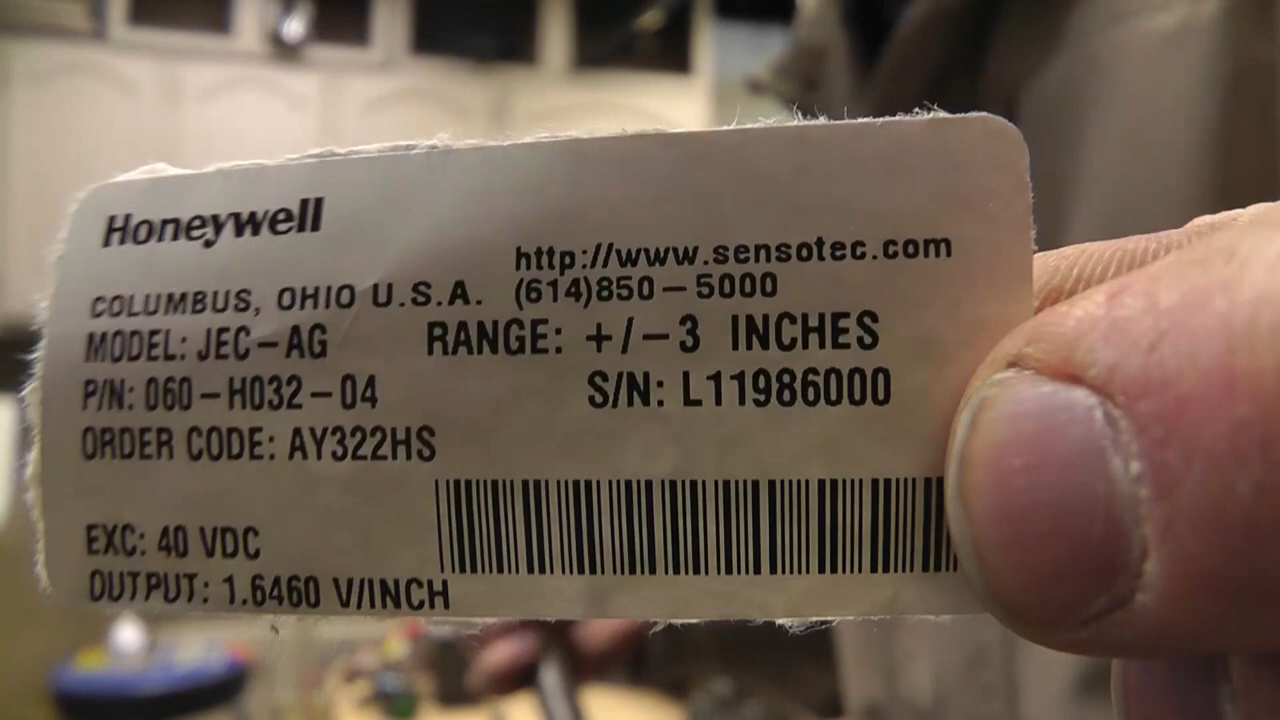 Honeywell
http://www.sensotec.com
COLUMBUS, OHIO U.S.A. (614)850-5000
MODEL: JEC-AG RANGE: +/-3 INCHES
P/N: 060-H032-04 S/N: L11986000
ORDER CODE: AY322HS
EXC: 40 VDC
OUTPUT: 1.6460 V/INCH